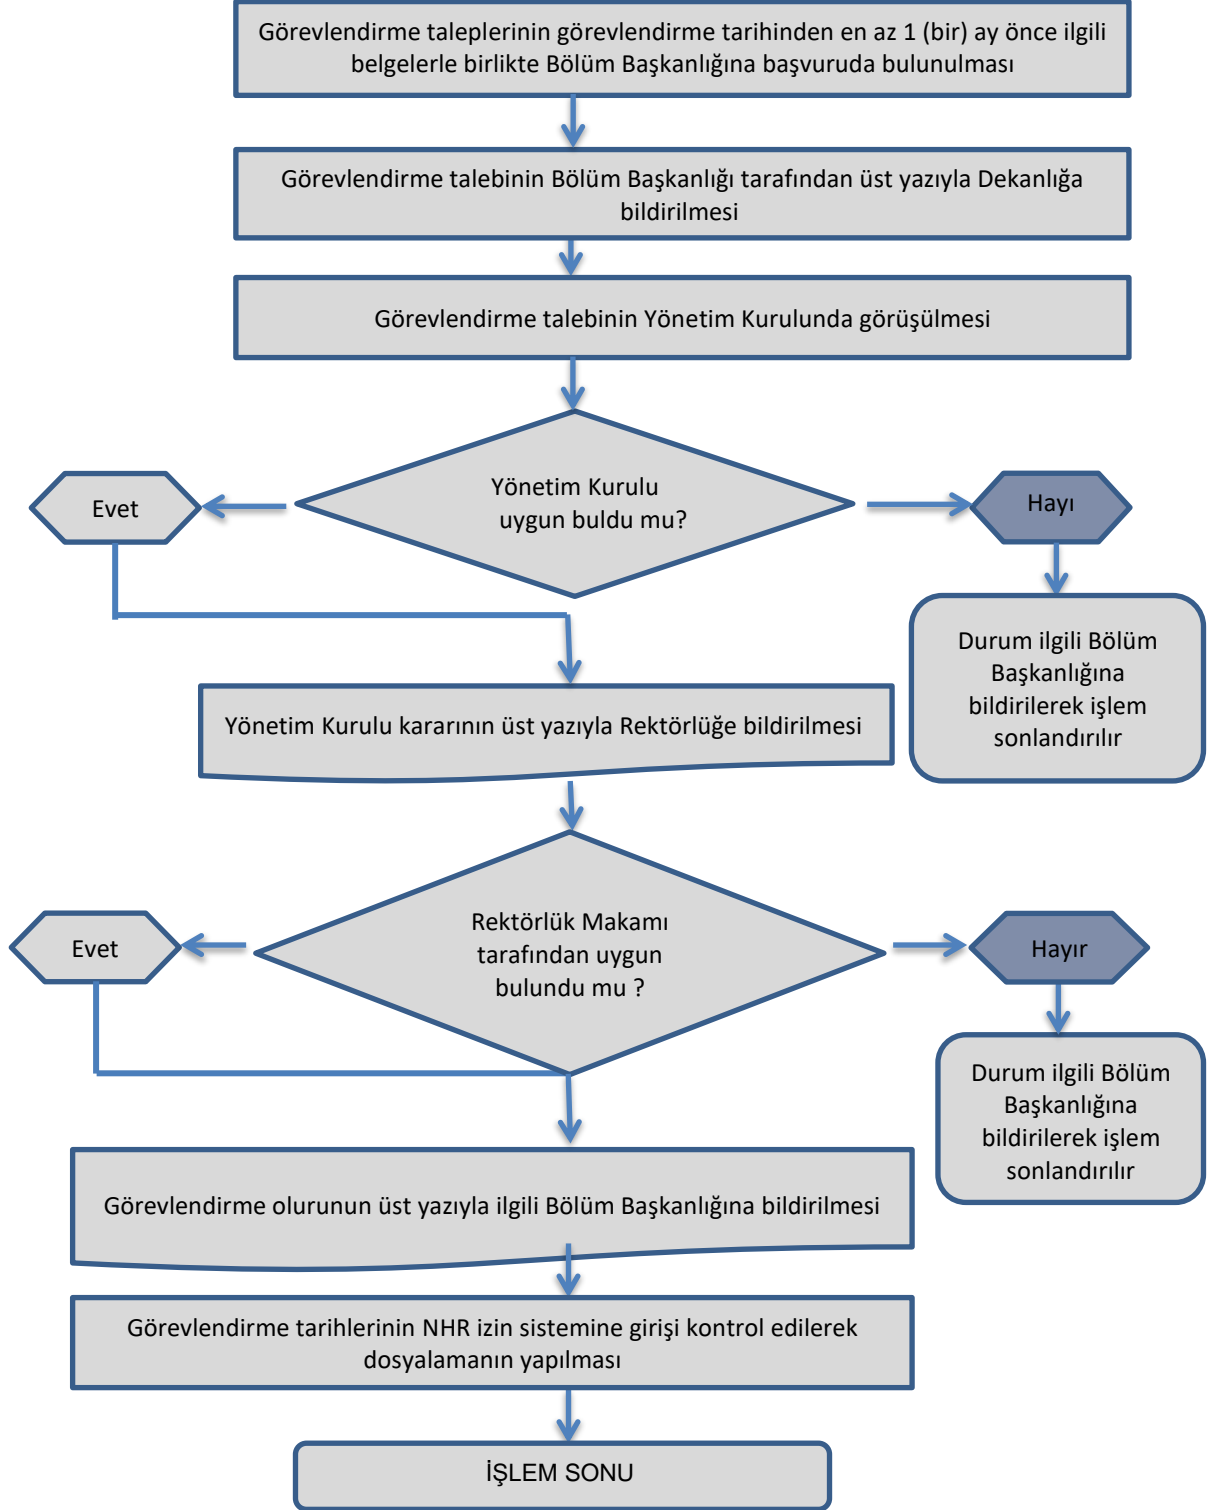 Görevlendirme taleplerinin görevlendirme tarihinden en az 1 (bir) ay önce ilgili
belgelerle birlikte Bölüm Başkanlığına başvuruda bulunulması
Görevlendirme talebinin Bölüm Başkanlığı tarafından üst yazıyla Dekanlığa
bildirilmesi
Görevlendirme talebinin Yönetim Kurulunda görüşülmesi
Yönetim Kurulu
uygun buldu mu?
Evet
Hayı
Durum ilgili Bölüm
Başkanlığına
bildirilerek işlem
sonlandırılır
Yönetim Kurulu kararının üst yazıyla Rektörlüğe bildirilmesi
Rektörlük Makamı
tarafından uygun
bulundu mu ?
Evet
Hayır
Durum ilgili Bölüm
Başkanlığına
bildirilerek işlem
sonlandırılır
Görevlendirme olurunun üst yazıyla ilgili Bölüm Başkanlığına bildirilmesi
Görevlendirme tarihlerinin NHR izin sistemine girişi kontrol edilerek
dosyalamanın yapılması
İŞLEM SONU